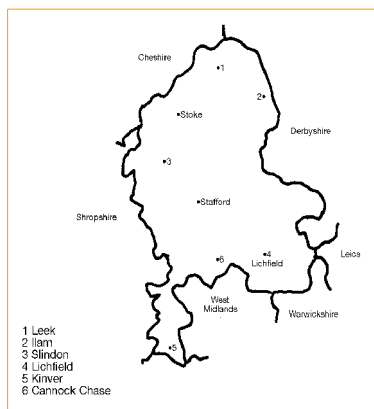 Cheshire
1
2
Stoke
Derbyshire
3
Stafford
Shropshire
4
Lichfield
Leics
6
West
Midlands
Warwickshire
5
1 Leek
2 Ilam
3 Slindon
4 Lichfield
5 Kinver
6 Cannock Chase